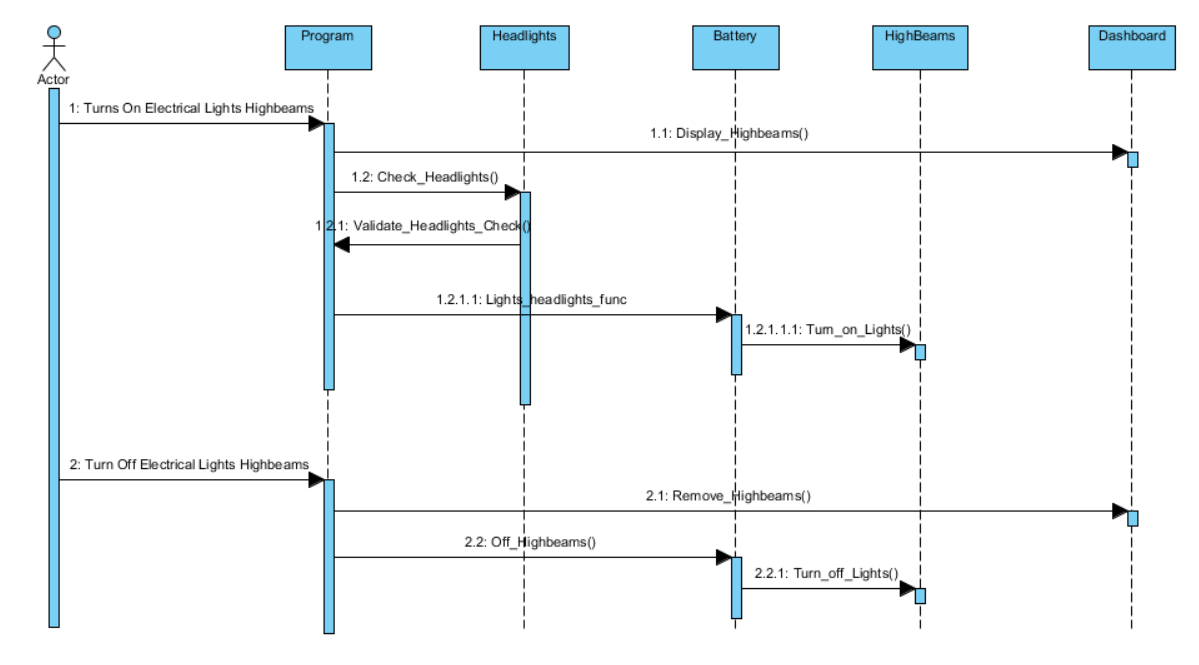 Program
Headlights
Battery
HighBeams
Dashboard
Actor
1: Turns On Electrical Lights Highbeams
1.1: Display_Highbeams()
1.2: Check_Headlights()
1.2.1: Validate_Headlights_Check()
1.2.1.1: Lights_headlights_func
1.2.1.1.1: Turn_on_Lights()
2: Turn Off Electrical Lights Highbeams
2.1: Remove_Highbeams()
2.2: Off_Highbeams()
2.2.1: Turn_off_Lights()